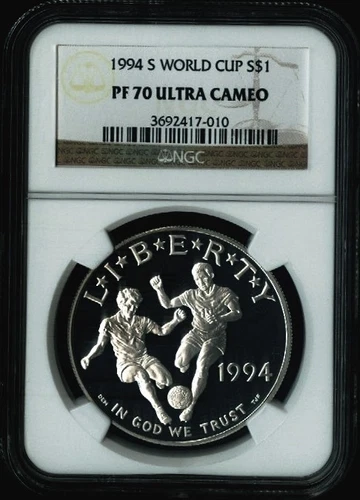 1994 S WORLD CUP S$1
PF 70 ULTRA CAMEO
3692417-010
NGC
L★I★B★E★R★T★Y
1994
IN GOD WE TRUST